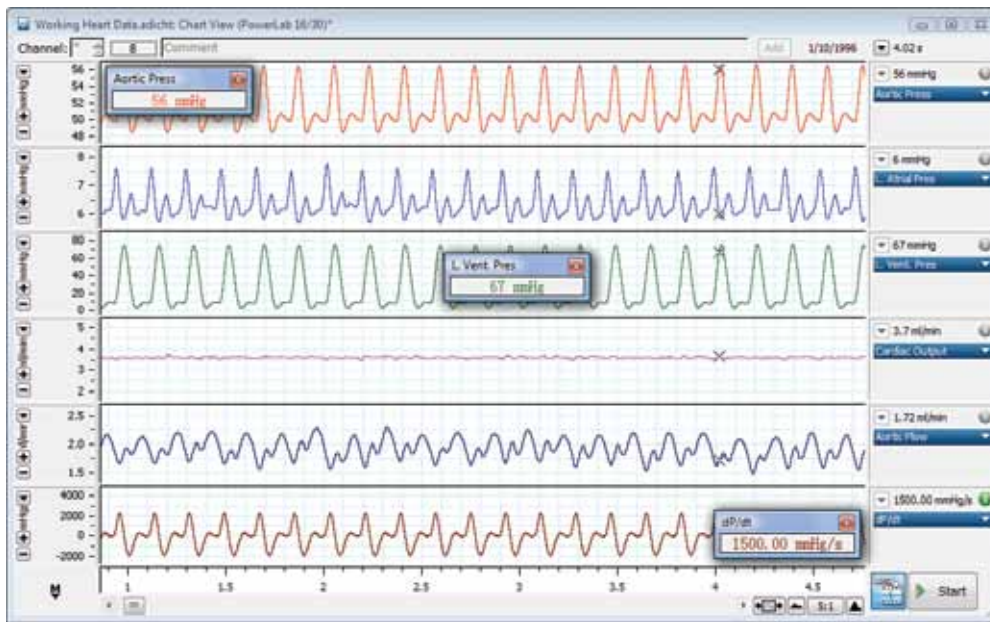 Working Heart Data.adicht: Chart View (PowerLab 16/30)*
Channel: * 8 Comment Add 1/10/1996 4.02 s
56
54
52
50
48
mmHg
Aortic Press
56 mmHg
56 mmHg
Aortic Press
8
7
6
mmHg
6 mmHg
L. Atrial Pres
80
60
40
20
0
mmHg
L. Vent. Pres
67 mmHg
67 mmHg
L. Vent. Pres
5
4
3
2
3.7 ml/min
Cardiac Output
2.5
2.0
1.5
1.72 ml/min
Aortic Flow
4000
2000
0
-2000
dP/dt
1500.00 mmHg/s
1500.00 mmHg/s
dP/dt
1 1.5 2 2.5 3 3.5 4 4.5
5:1
Start